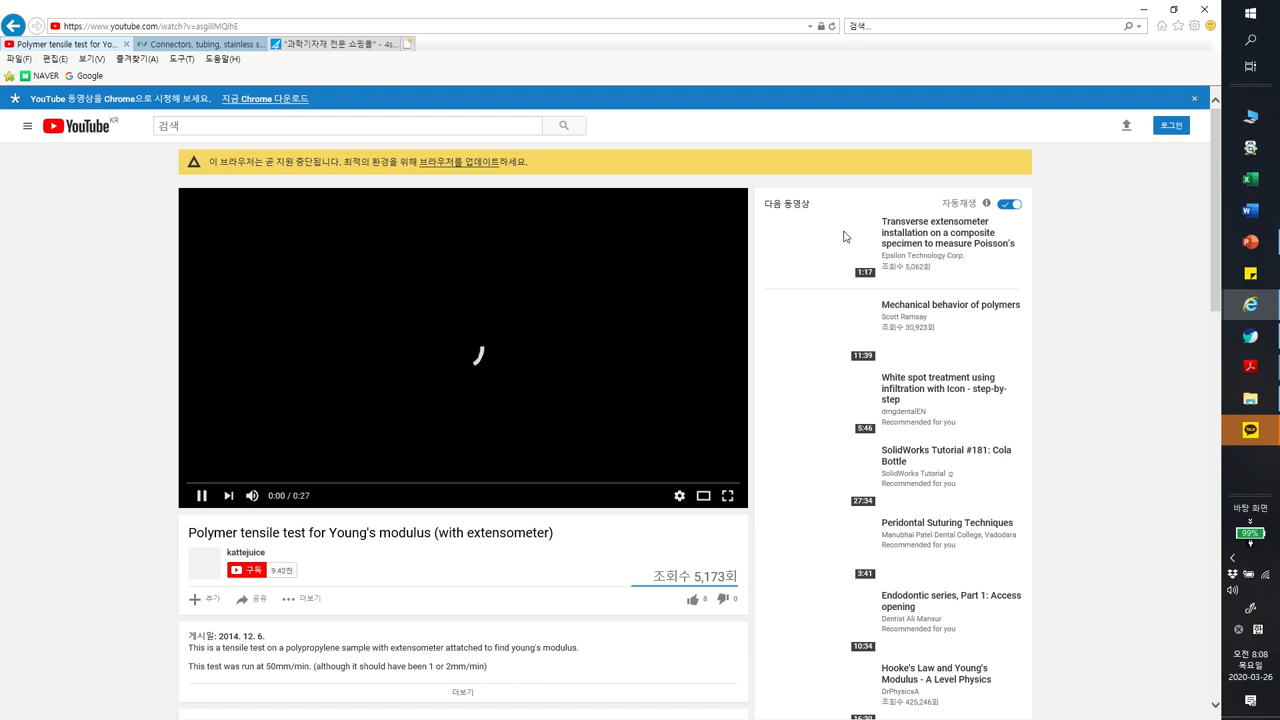 https://www.youtube.com/watch?v=asgillMQihE
검색...
Polymer tensile test for Yo...
Connectors, tubing, stainless s...
"과학기자재 전문 쇼핑몰" - 4s...
파일(F) 편집(E) 보기(V) 즐겨찾기(A) 도구(T) 도움말(H)
NAVER Google
YouTube 동영상을 Chrome으로 시청해 보세요. 지금 Chrome 다운로드
YouTube KR
검색
로그인
이 브라우저는 곧 지원 중단됩니다. 최적의 환경을 위해 브라우저를 업데이트하세요.
0:00 / 0:27
Polymer tensile test for Young's modulus (with extensometer)
kattejuice
구독 9.42천
조회수 5,173회
추가 공유 더보기
8 0
게시일: 2014. 12. 6.
This is a tensile test on a polypropylene sample with extensometer attatched to find young's modulus.
This test was run at 50mm/min. (although it should have been 1 or 2mm/min)
더보기
다음 동영상
자동재생
Transverse extensometer
installation on a composite
specimen to measure Poisson's
Epsilon Technology Corp.
조회수 5,062회
1:17
Mechanical behavior of polymers
Scott Ramsay
조회수 30,923회
11:39
White spot treatment using
infiltration with Icon - step-by-
step
dmgdentalEN
Recommended for you
5:46
SolidWorks Tutorial #181: Cola
Bottle
SolidWorks Tutorial ☺
Recommended for you
27:34
Peridontal Suturing Techniques
Manubhai Patel Dental College, Vadodara
Recommended for you
3:41
Endodontic series, Part 1: Access
opening
Dentist Ali Mansur
Recommended for you
10:34
Hooke's Law and Young's
Modulus - A Level Physics
DrPhysicsA
조회수 425,246회
16:39
TALK
바탕 화면
99%
오전 8:08
목요일
2020-03-26